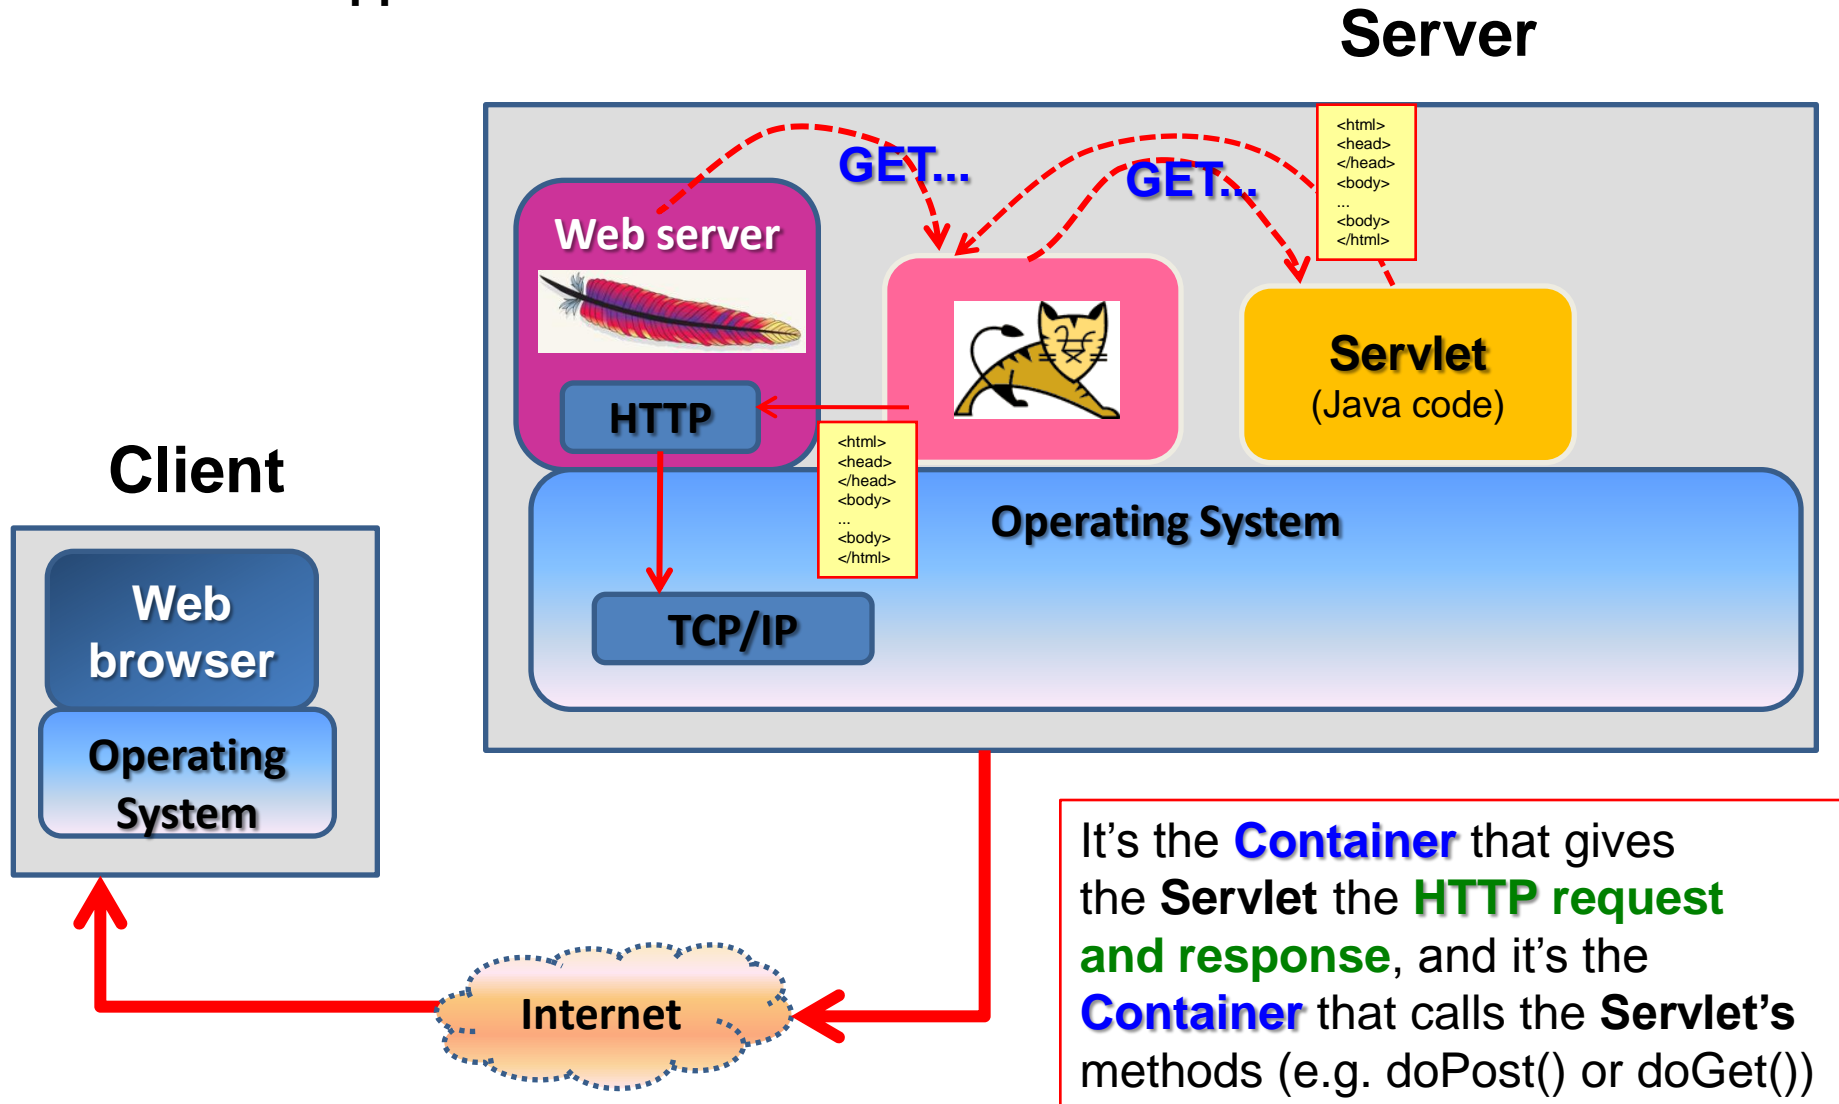 Server
GET...
GET...
<html>
<head>
</head>
<body>
...
<body>
</html>
Web server
HTTP
Servlet
(Java code)
<html>
<head>
</head>
<body>
...
<body>
</html>
Operating System
TCP/IP
Client
Web
browser
Operating
System
Internet
It’s the Container that gives
the Servlet the HTTP request
and response, and it’s the
Container that calls the Servlet's
methods (e.g. doPost() or doGet())